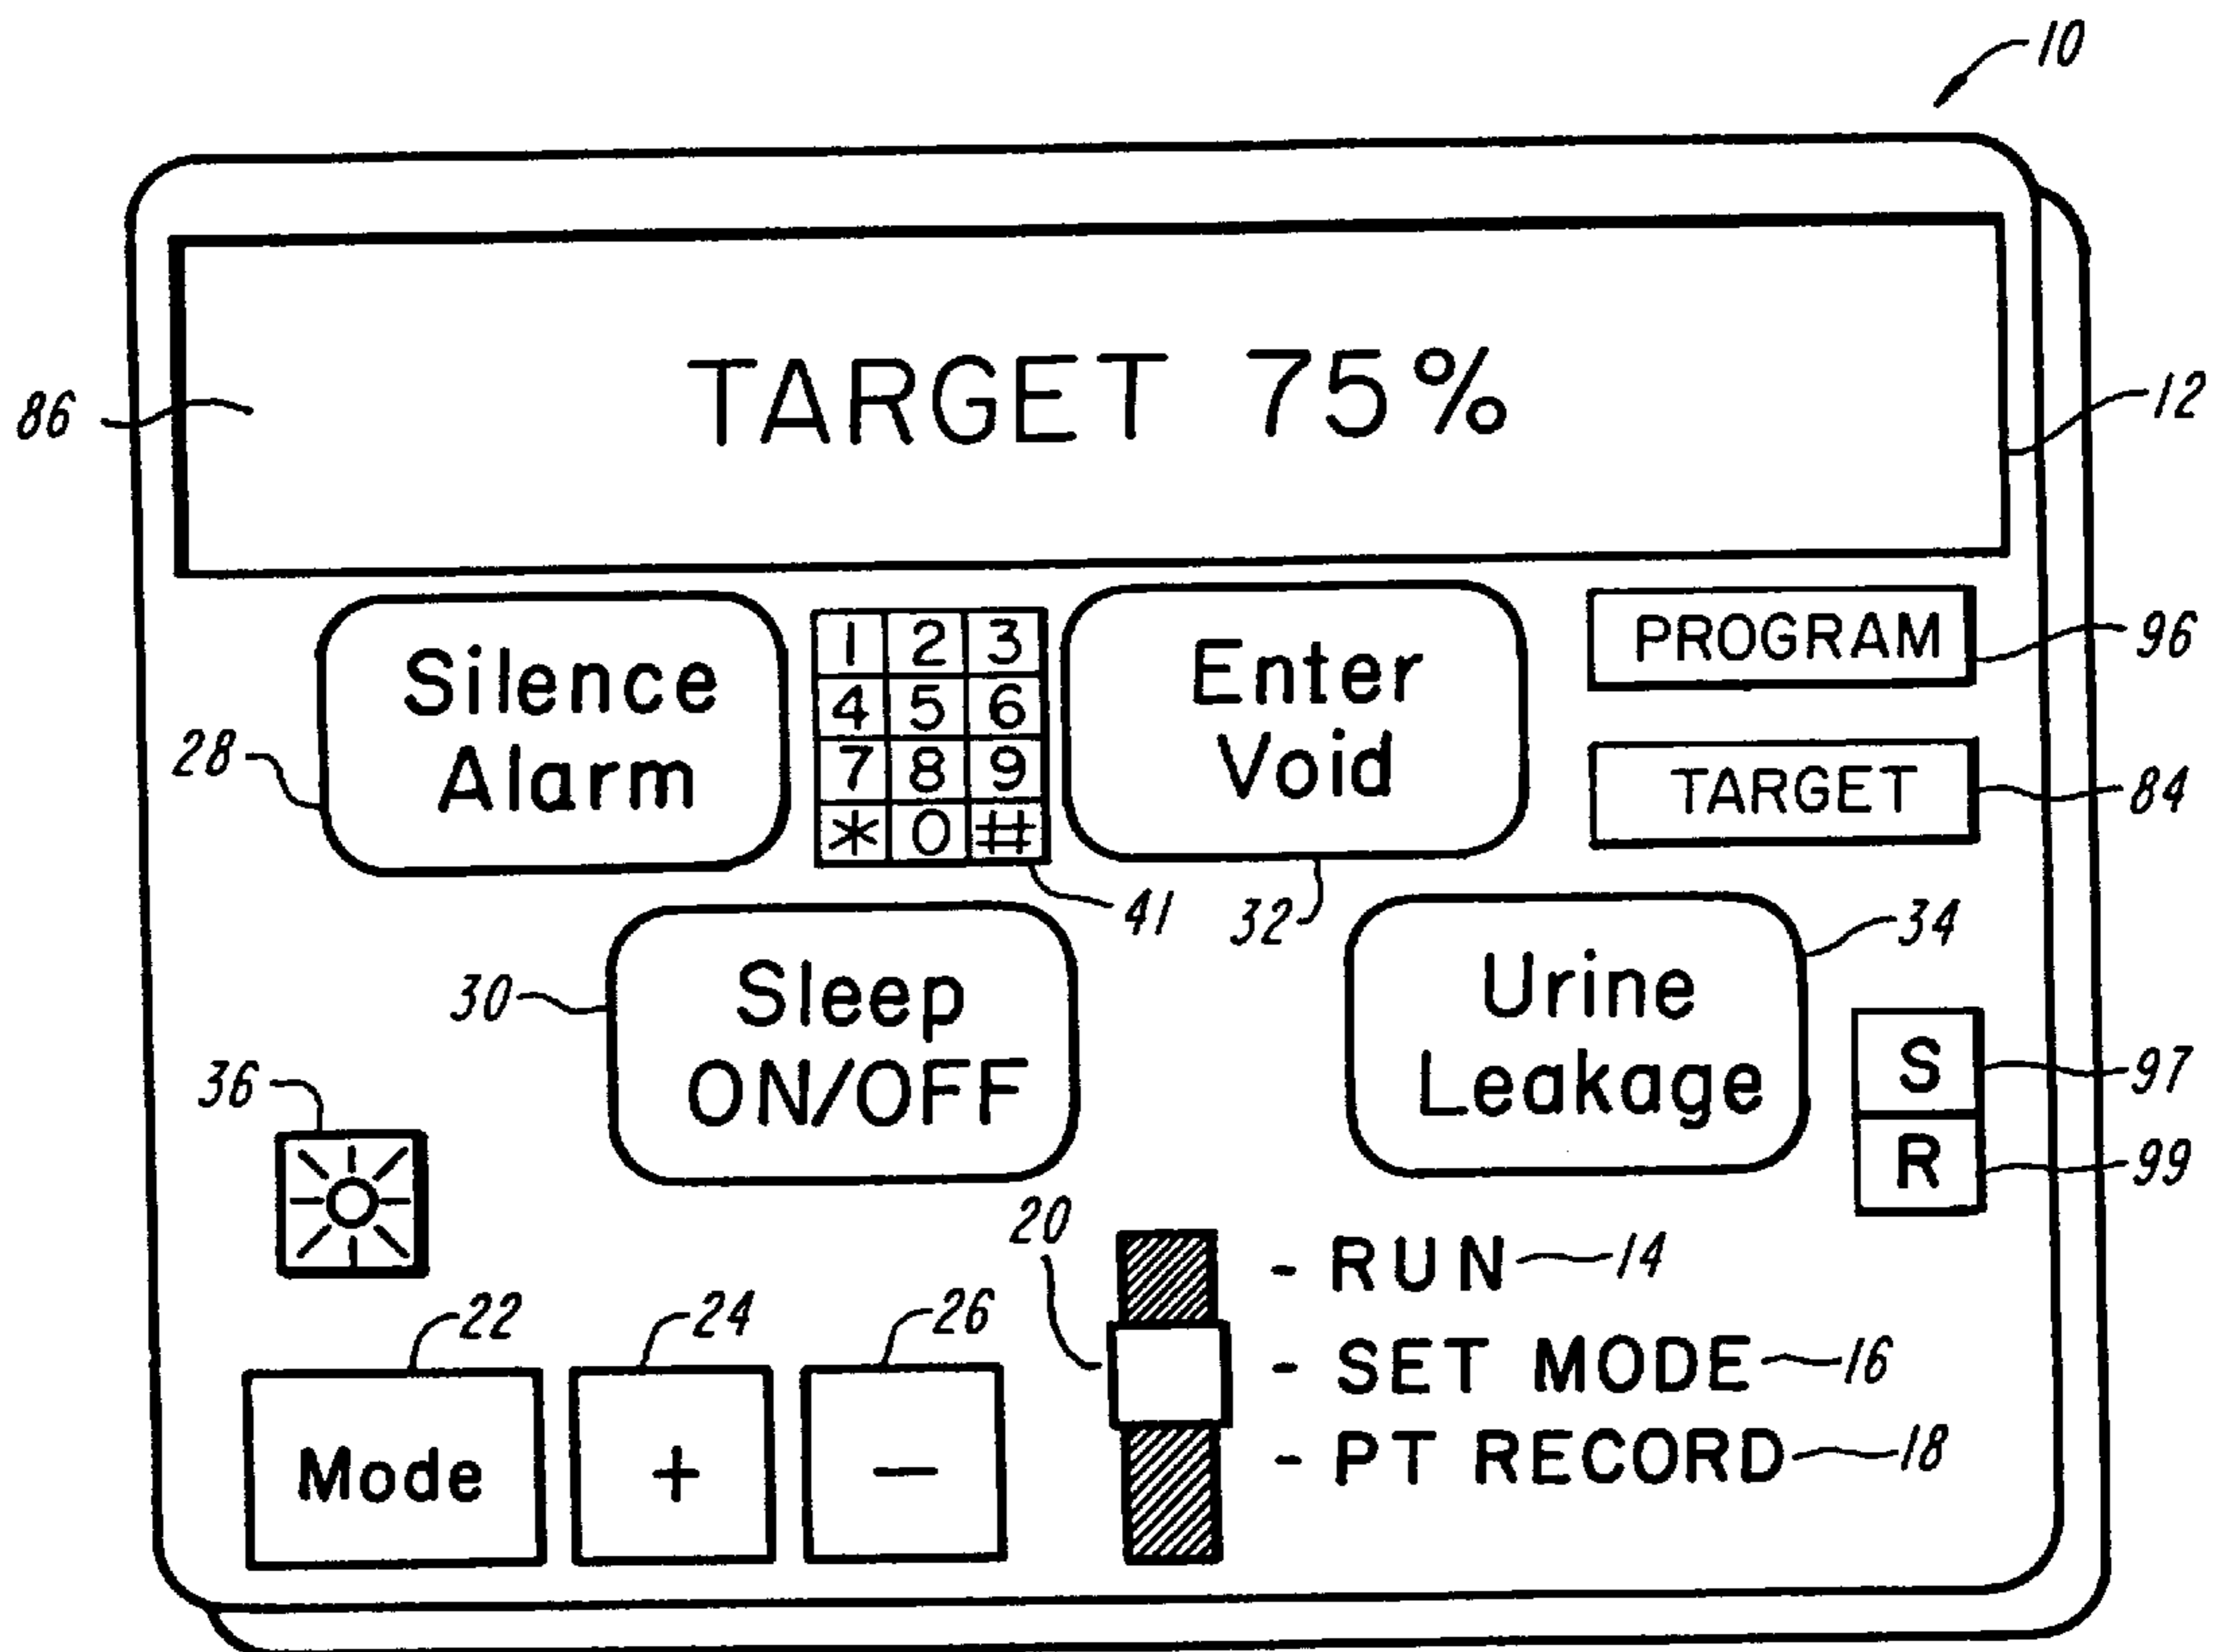 10
TARGET 75%
86
12
Silence
Alarm
28
1 2 3
4 5 6
7 8 9
* 0 #
41
Enter
Void
32
PROGRAM
96
TARGET
84
Sleep
ON/OFF
30
Urine
Leakage
34
S
97
R
99
36
20
- RUN 14
- SET MODE 16
- PT RECORD 18
22
24
26
Mode
+
-